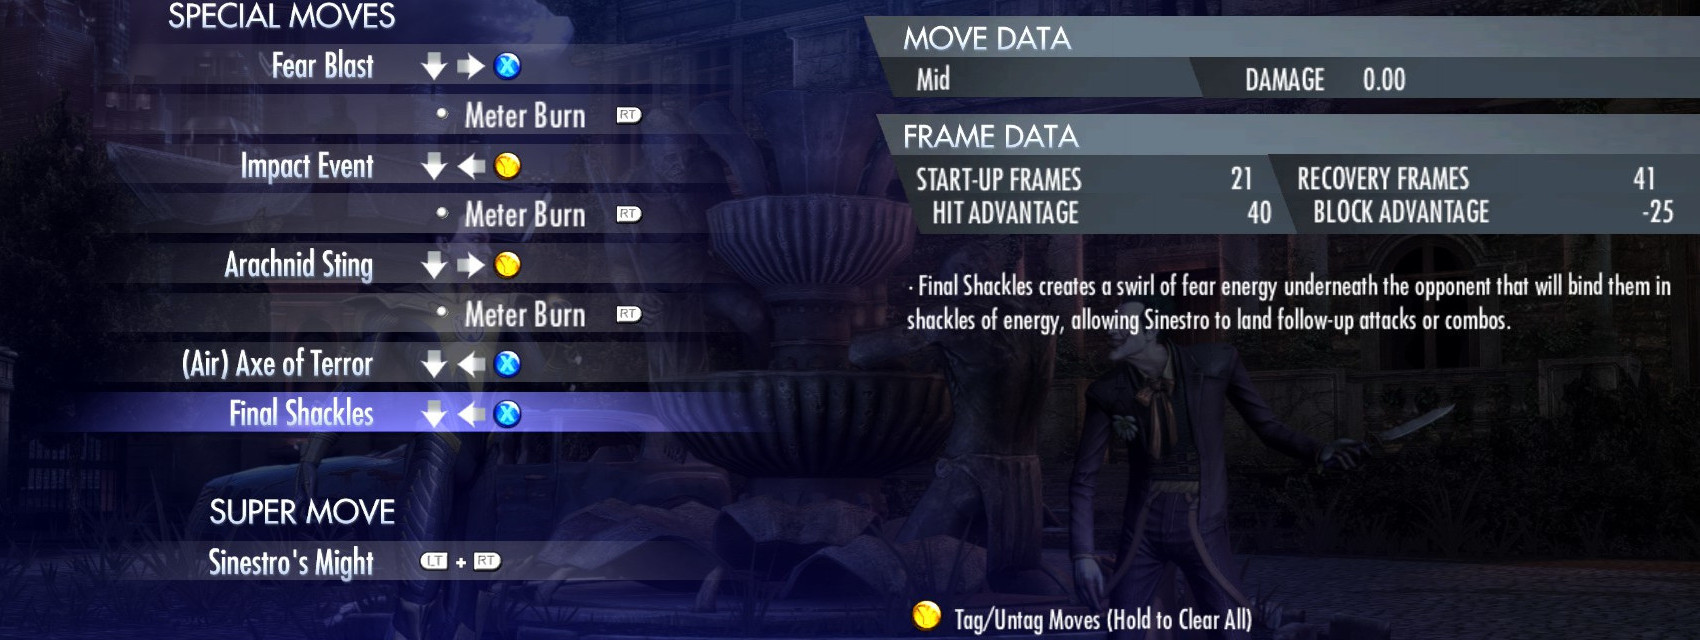 SPECIAL MOVES
Fear Blast X
Meter Burn RT
Impact Event Y
Meter Burn RT
Arachnid Sting Y
Meter Burn RT
(Air) Axe of Terror X
Final Shackles X
SUPER MOVE
Sinestro's Might LT + RT
MOVE DATA
Mid DAMAGE 0.00
FRAME DATA
START-UP FRAMES 21 RECOVERY FRAMES 41
HIT ADVANTAGE 40 BLOCK ADVANTAGE -25
· Final Shackles creates a swirl of fear energy underneath the opponent that will bind them in
shackles of energy, allowing Sinestro to land follow-up attacks or combos.
Y Tag/Untag Moves (Hold to Clear All)